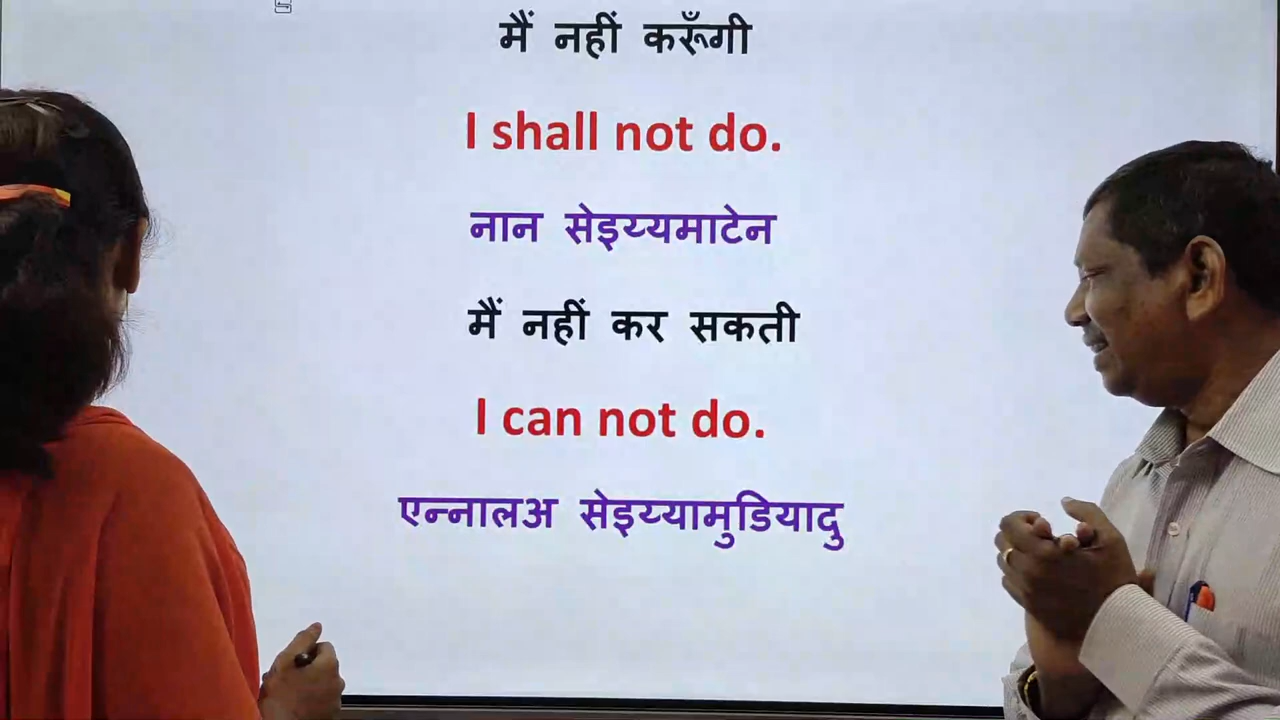 मैं नहीं करूँगी
I shall not do.
नान सेइय्यमाटेन
मैं नहीं कर सकती
I can not do.
एन्नालअ सेइय्यामुडियादु